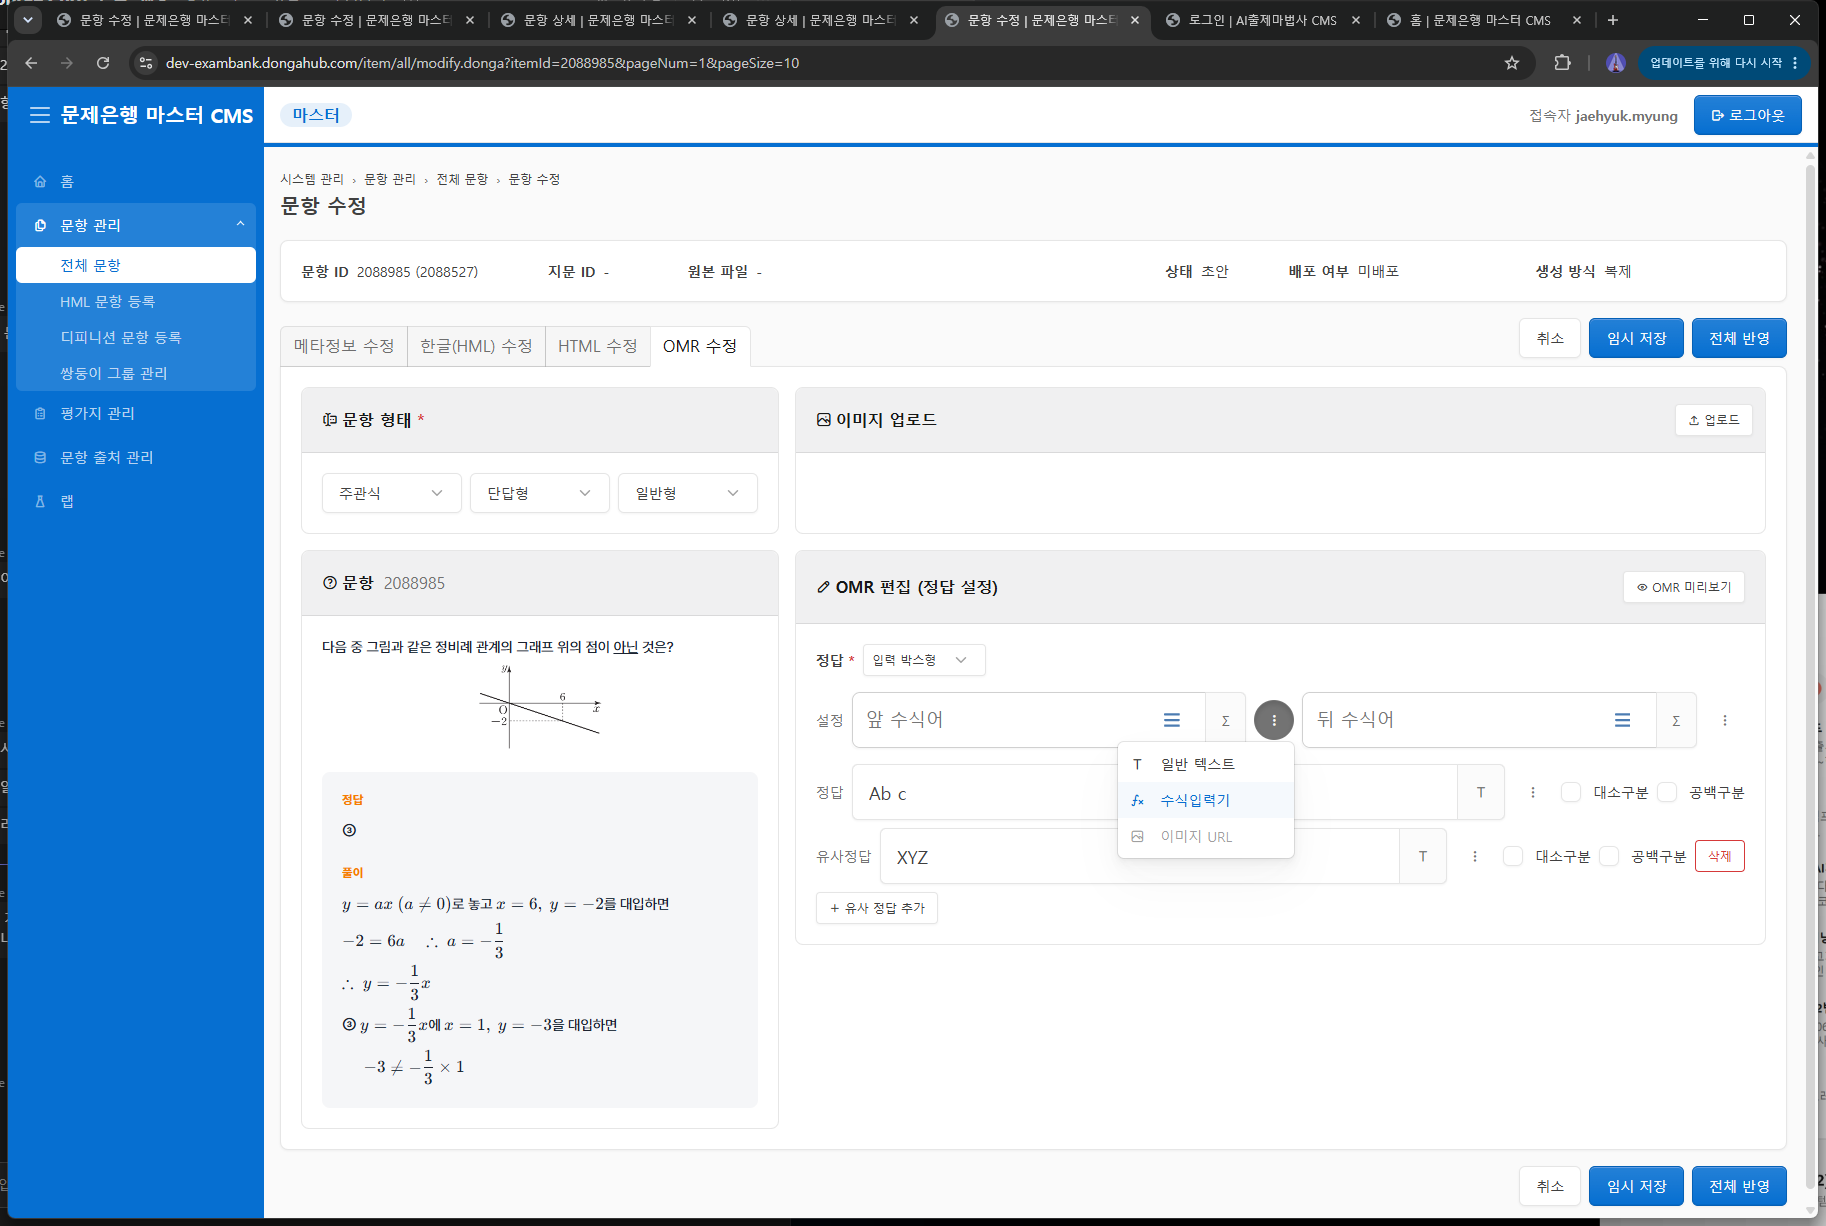 문항 수정 | 문제은행 마스터
문항 수정 | 문제은행 마스터
문항 상세 | 문제은행 마스터
문항 상세 | 문제은행 마스터
문항 수정 | 문제은행 마스터
로그인 | AI출제마법사 CMS
홈 | 문제은행 마스터 CMS
dev-exambank.dongahub.com/item/all/modify.donga?itemId=2088985&pageNum=1&pageSize=10
업데이트를 위해 다시 시작
문제은행 마스터 CMS
마스터
접속자 jaehyuk.myung
로그아웃
홈
문항 관리
전체 문항
HML 문항 등록
디피니션 문항 등록
쌍둥이 그룹 관리
평가지 관리
문항 출처 관리
랩
시스템 관리 › 문항 관리 › 전체 문항 › 문항 수정
문항 수정
문항 ID 2088985 (2088527)
지문 ID -
원본 파일 -
상태 초안
배포 여부 미배포
생성 방식 복제
메타정보 수정
한글(HML) 수정
HTML 수정
OMR 수정
취소
임시 저장
전체 반영
문항 형태 *
주관식
단답형
일반형
이미지 업로드
업로드
문항 2088985
다음 중 그림과 같은 정비례 관계의 그래프 위의 점이 아닌 것은?
y
6
O
x
−2
정답
③
풀이
y = ax (a ≠ 0)로 놓고 x = 6, y = −2를 대입하면
−2 = 6a ∴ a = −1/3
∴ y = −1/3x
③ y = −1/3x에 x = 1, y = −3을 대입하면
−3 ≠ −1/3 × 1
OMR 편집 (정답 설정)
OMR 미리보기
정답 * 입력 박스형
설정 앞 수식어 Σ 뒤 수식어 Σ
T 일반 텍스트
fx 수식입력기
이미지 URL
정답 Ab c T 대소구분 공백구분
유사정답 XYZ T 대소구분 공백구분 삭제
+ 유사 정답 추가
취소
임시 저장
전체 반영